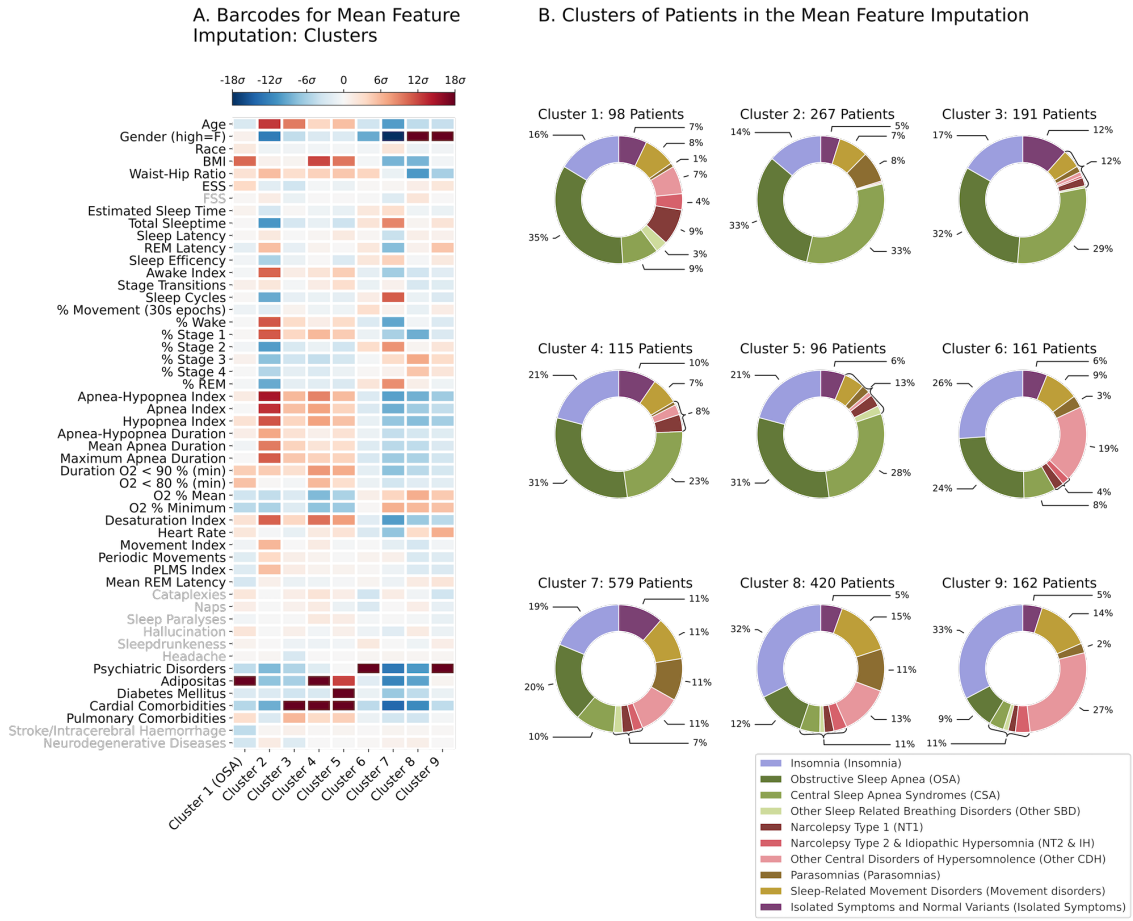 A. Barcodes for Mean Feature
Imputation: Clusters
B. Clusters of Patients in the Mean Feature Imputation
-18σ -12σ -6σ 0 6σ 12σ 18σ
Age
Gender (high=F)
Race
BMI
Waist-Hip Ratio
ESS
FSS
Estimated Sleep Time
Total Sleeptime
Sleep Latency
REM Latency
Sleep Efficency
Awake Index
Stage Transitions
Sleep Cycles
% Movement (30s epochs)
% Wake
% Stage 1
% Stage 2
% Stage 3
% Stage 4
% REM
Apnea-Hypopnea Index
Apnea Index
Hypopnea Index
Apnea-Hypopnea Duration
Mean Apnea Duration
Maximum Apnea Duration
Duration O2 < 90 % (min)
O2 < 80 % (min)
O2 % Mean
O2 % Minimum
Desaturation Index
Heart Rate
Movement Index
Periodic Movements
PLMS Index
Mean REM Latency
Cataplexies
Naps
Sleep Paralyses
Hallucination
Sleepdrunkeness
Headache
Psychiatric Disorders
Adipositas
Diabetes Mellitus
Cardial Comorbidities
Pulmonary Comorbidities
Stroke/Intracerebral Haemorrhage
Neurodegenerative Diseases
Cluster 1 (OSA)
Cluster 2
Cluster 3
Cluster 4
Cluster 5
Cluster 6
Cluster 7
Cluster 8
Cluster 9
Cluster 1: 98 Patients
16%
7%
8%
1%
7%
4%
9%
3%
9%
35%
Cluster 2: 267 Patients
14%
5%
7%
8%
33%
33%
Cluster 3: 191 Patients
17%
12%
12%
29%
32%
Cluster 4: 115 Patients
21%
10%
7%
8%
23%
31%
Cluster 5: 96 Patients
21%
6%
13%
28%
31%
Cluster 6: 161 Patients
26%
6%
9%
3%
19%
4%
8%
24%
Cluster 7: 579 Patients
19%
11%
11%
11%
11%
7%
10%
20%
Cluster 8: 420 Patients
32%
5%
15%
11%
13%
11%
12%
Cluster 9: 162 Patients
33%
5%
14%
2%
27%
11%
9%
Insomnia (Insomnia)
Obstructive Sleep Apnea (OSA)
Central Sleep Apnea Syndromes (CSA)
Other Sleep Related Breathing Disorders (Other SBD)
Narcolepsy Type 1 (NT1)
Narcolepsy Type 2 & Idiopathic Hypersomnia (NT2 & IH)
Other Central Disorders of Hypersomnolence (Other CDH)
Parasomnias (Parasomnias)
Sleep-Related Movement Disorders (Movement disorders)
Isolated Symptoms and Normal Variants (Isolated Symptoms)